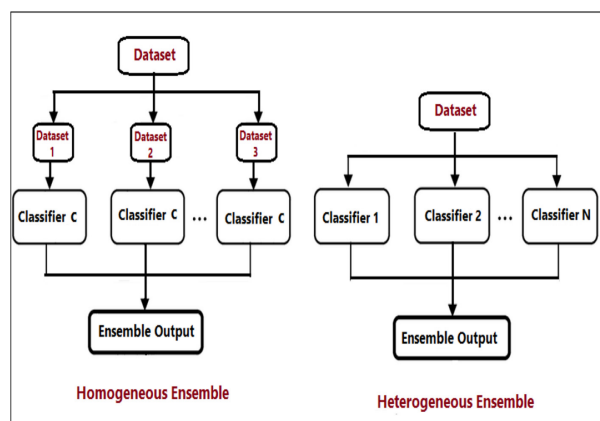 Dataset
Dataset
1
Dataset
2
Dataset
3
Classifier C
Classifier C
...
Classifier C
Ensemble Output
Homogeneous Ensemble
Dataset
Classifier 1
Classifier 2
...
Classifier N
Ensemble Output
Heterogeneous Ensemble